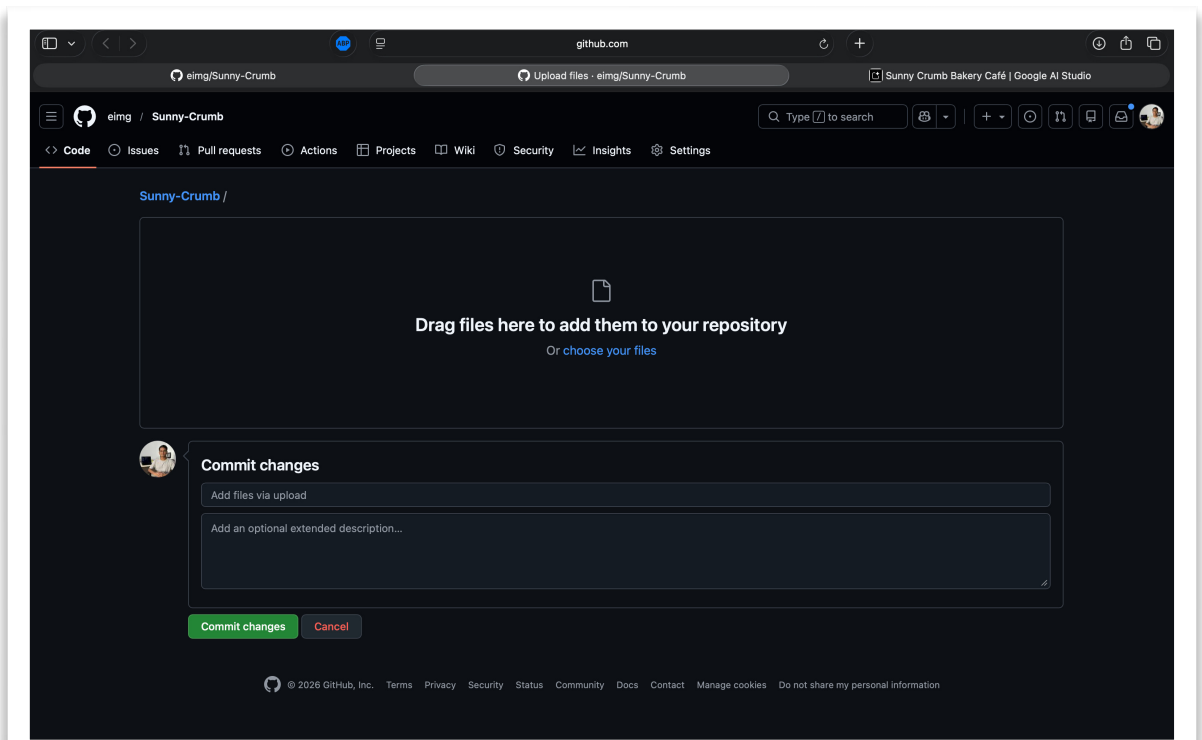 ABP
github.com
eimg/Sunny-Crumb
Upload files · eimg/Sunny-Crumb
Sunny Crumb Bakery Café | Google AI Studio
eimg / Sunny-Crumb
Type / to search
Code
Issues
Pull requests
Actions
Projects
Wiki
Security
Insights
Settings
Sunny-Crumb /
Drag files here to add them to your repository
Or choose your files
Commit changes
Add files via upload
Add an optional extended description...
Commit changes
Cancel
© 2026 GitHub, Inc.
Terms
Privacy
Security
Status
Community
Docs
Contact
Manage cookies
Do not share my personal information